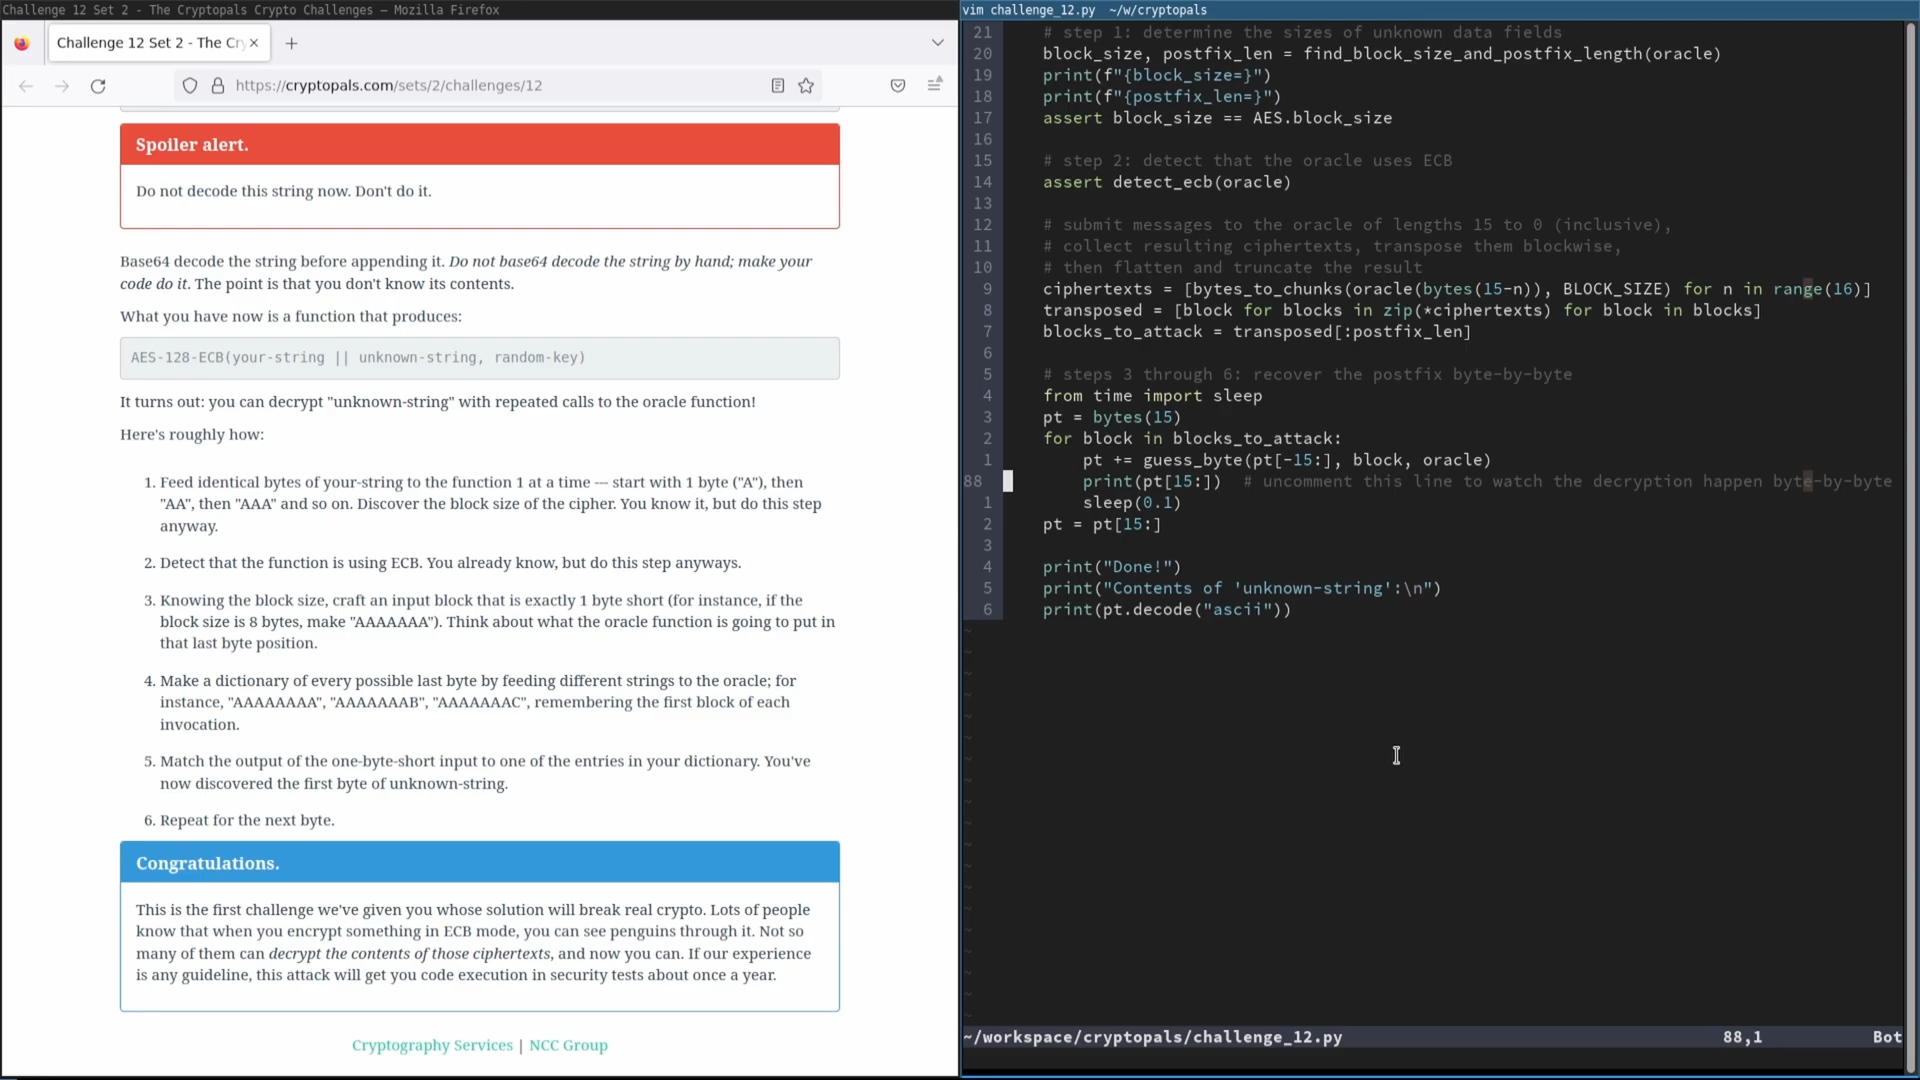 Challenge 12 Set 2 - The Cryptopals Crypto Challenges — Mozilla Firefox
Challenge 12 Set 2 - The Cry
https://cryptopals.com/sets/2/challenges/12
Spoiler alert.
Do not decode this string now. Don't do it.
Base64 decode the string before appending it. Do not base64 decode the string by hand; make your
code do it. The point is that you don't know its contents.
What you have now is a function that produces:
AES-128-ECB(your-string || unknown-string, random-key)
It turns out: you can decrypt "unknown-string" with repeated calls to the oracle function!
Here's roughly how:
1. Feed identical bytes of your-string to the function 1 at a time --- start with 1 byte ("A"), then
"AA", then "AAA" and so on. Discover the block size of the cipher. You know it, but do this step
anyway.
2. Detect that the function is using ECB. You already know, but do this step anyways.
3. Knowing the block size, craft an input block that is exactly 1 byte short (for instance, if the
block size is 8 bytes, make "AAAAAAA"). Think about what the oracle function is going to put in
that last byte position.
4. Make a dictionary of every possible last byte by feeding different strings to the oracle; for
instance, "AAAAAAAA", "AAAAAAAB", "AAAAAAAC", remembering the first block of each
invocation.
5. Match the output of the one-byte-short input to one of the entries in your dictionary. You've
now discovered the first byte of unknown-string.
6. Repeat for the next byte.
Congratulations.
This is the first challenge we've given you whose solution will break real crypto. Lots of people
know that when you encrypt something in ECB mode, you can see penguins through it. Not so
many of them can decrypt the contents of those ciphertexts, and now you can. If our experience
is any guideline, this attack will get you code execution in security tests about once a year.
Cryptography Services | NCC Group
vim challenge_12.py ~/w/cryptopals
21 # step 1: determine the sizes of unknown data fields
20 block_size, postfix_len = find_block_size_and_postfix_length(oracle)
19 print(f"{block_size=}")
18 print(f"{postfix_len=}")
17 assert block_size == AES.block_size
16
15 # step 2: detect that the oracle uses ECB
14 assert detect_ecb(oracle)
13
12 # submit messages to the oracle of lengths 15 to 0 (inclusive),
11 # collect resulting ciphertexts, transpose them blockwise,
10 # then flatten and truncate the result
9 ciphertexts = [bytes_to_chunks(oracle(bytes(15-n)), BLOCK_SIZE) for n in range(16)]
8 transposed = [block for blocks in zip(*ciphertexts) for block in blocks]
7 blocks_to_attack = transposed[:postfix_len]
6
5 # steps 3 through 6: recover the postfix byte-by-byte
4 from time import sleep
3 pt = bytes(15)
2 for block in blocks_to_attack:
1 pt += guess_byte(pt[-15:], block, oracle)
88 print(pt[15:]) # uncomment this line to watch the decryption happen byte-by-byte
1 sleep(0.1)
2 pt = pt[15:]
3
4 print("Done!")
5 print("Contents of 'unknown-string':\n")
6 print(pt.decode("ascii"))
~/workspace/cryptopals/challenge_12.py 88,1 Bot